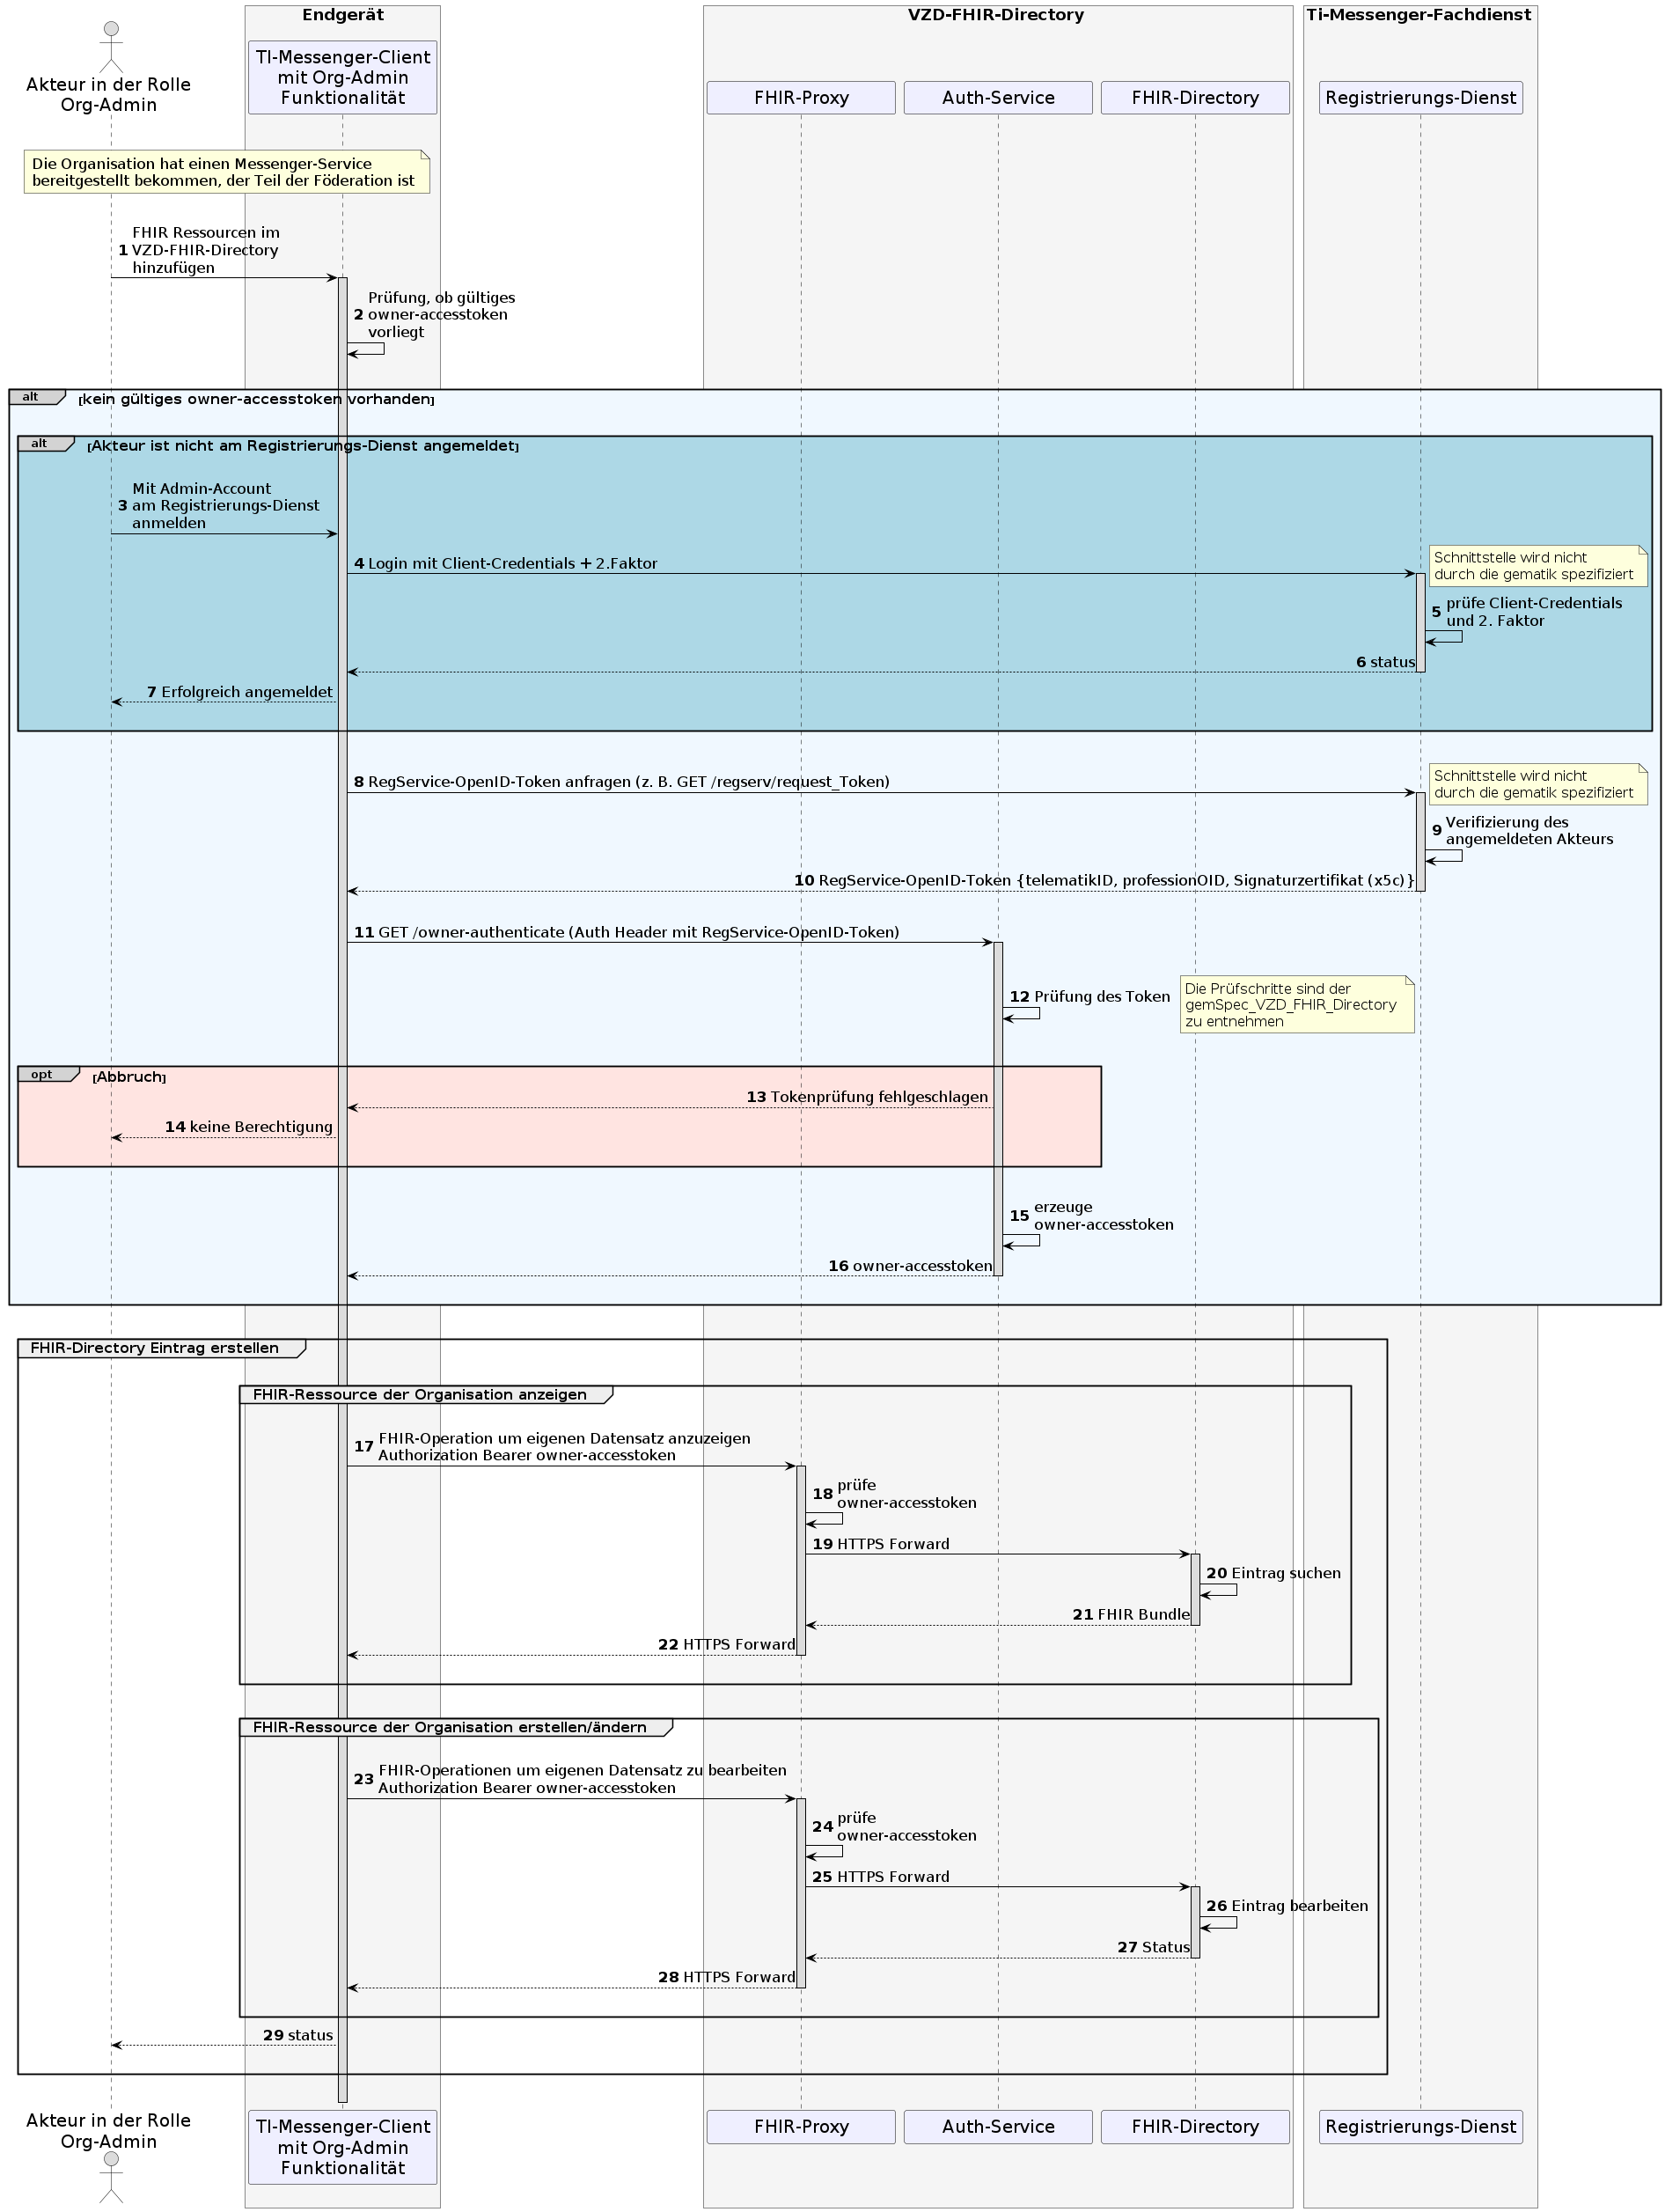 Endgerät
VZD-FHIR-Directory
Ti-Messenger-Fachdienst
Akteur in der Rolle
Org-Admin
TI-Messenger-Client
mit Org-Admin
Funktionalität
FHIR-Proxy
Auth-Service
FHIR-Directory
Registrierungs-Dienst
Die Organisation hat einen Messenger-Service
bereitgestellt bekommen, der Teil der Föderation ist
FHIR Ressourcen im
1 VZD-FHIR-Directory
hinzufügen
Prüfung, ob gültiges
2 owner-accesstoken
vorliegt
alt [kein gültiges owner-accesstoken vorhanden]
alt [Akteur ist nicht am Registrierungs-Dienst angemeldet]
Mit Admin-Account
3 am Registrierungs-Dienst
anmelden
4 Login mit Client-Credentials + 2.Faktor
Schnittstelle wird nicht
durch die gematik spezifiziert
5 prüfe Client-Credentials
und 2. Faktor
6 status
7 Erfolgreich angemeldet
8 RegService-OpenID-Token anfragen (z. B. GET /regserv/request_Token)
Schnittstelle wird nicht
durch die gematik spezifiziert
9 Verifizierung des
angemeldeten Akteurs
10 RegService-OpenID-Token {telematikID, professionOID, Signaturzertifikat (x5c)}
11 GET /owner-authenticate (Auth Header mit RegService-OpenID-Token)
12 Prüfung des Token
Die Prüfschritte sind der
gemSpec_VZD_FHIR_Directory
zu entnehmen
opt [Abbruch]
13 Tokenprüfung fehlgeschlagen
14 keine Berechtigung
15 erzeuge
owner-accesstoken
16 owner-accesstoken
FHIR-Directory Eintrag erstellen
FHIR-Ressource der Organisation anzeigen
17 FHIR-Operation um eigenen Datensatz anzuzeigen
Authorization Bearer owner-accesstoken
18 prüfe
owner-accesstoken
19 HTTPS Forward
20 Eintrag suchen
21 FHIR Bundle
22 HTTPS Forward
FHIR-Ressource der Organisation erstellen/ändern
23 FHIR-Operationen um eigenen Datensatz zu bearbeiten
Authorization Bearer owner-accesstoken
24 prüfe
owner-accesstoken
25 HTTPS Forward
26 Eintrag bearbeiten
27 Status
28 HTTPS Forward
29 status
Akteur in der Rolle
Org-Admin
TI-Messenger-Client
mit Org-Admin
Funktionalität
FHIR-Proxy
Auth-Service
FHIR-Directory
Registrierungs-Dienst